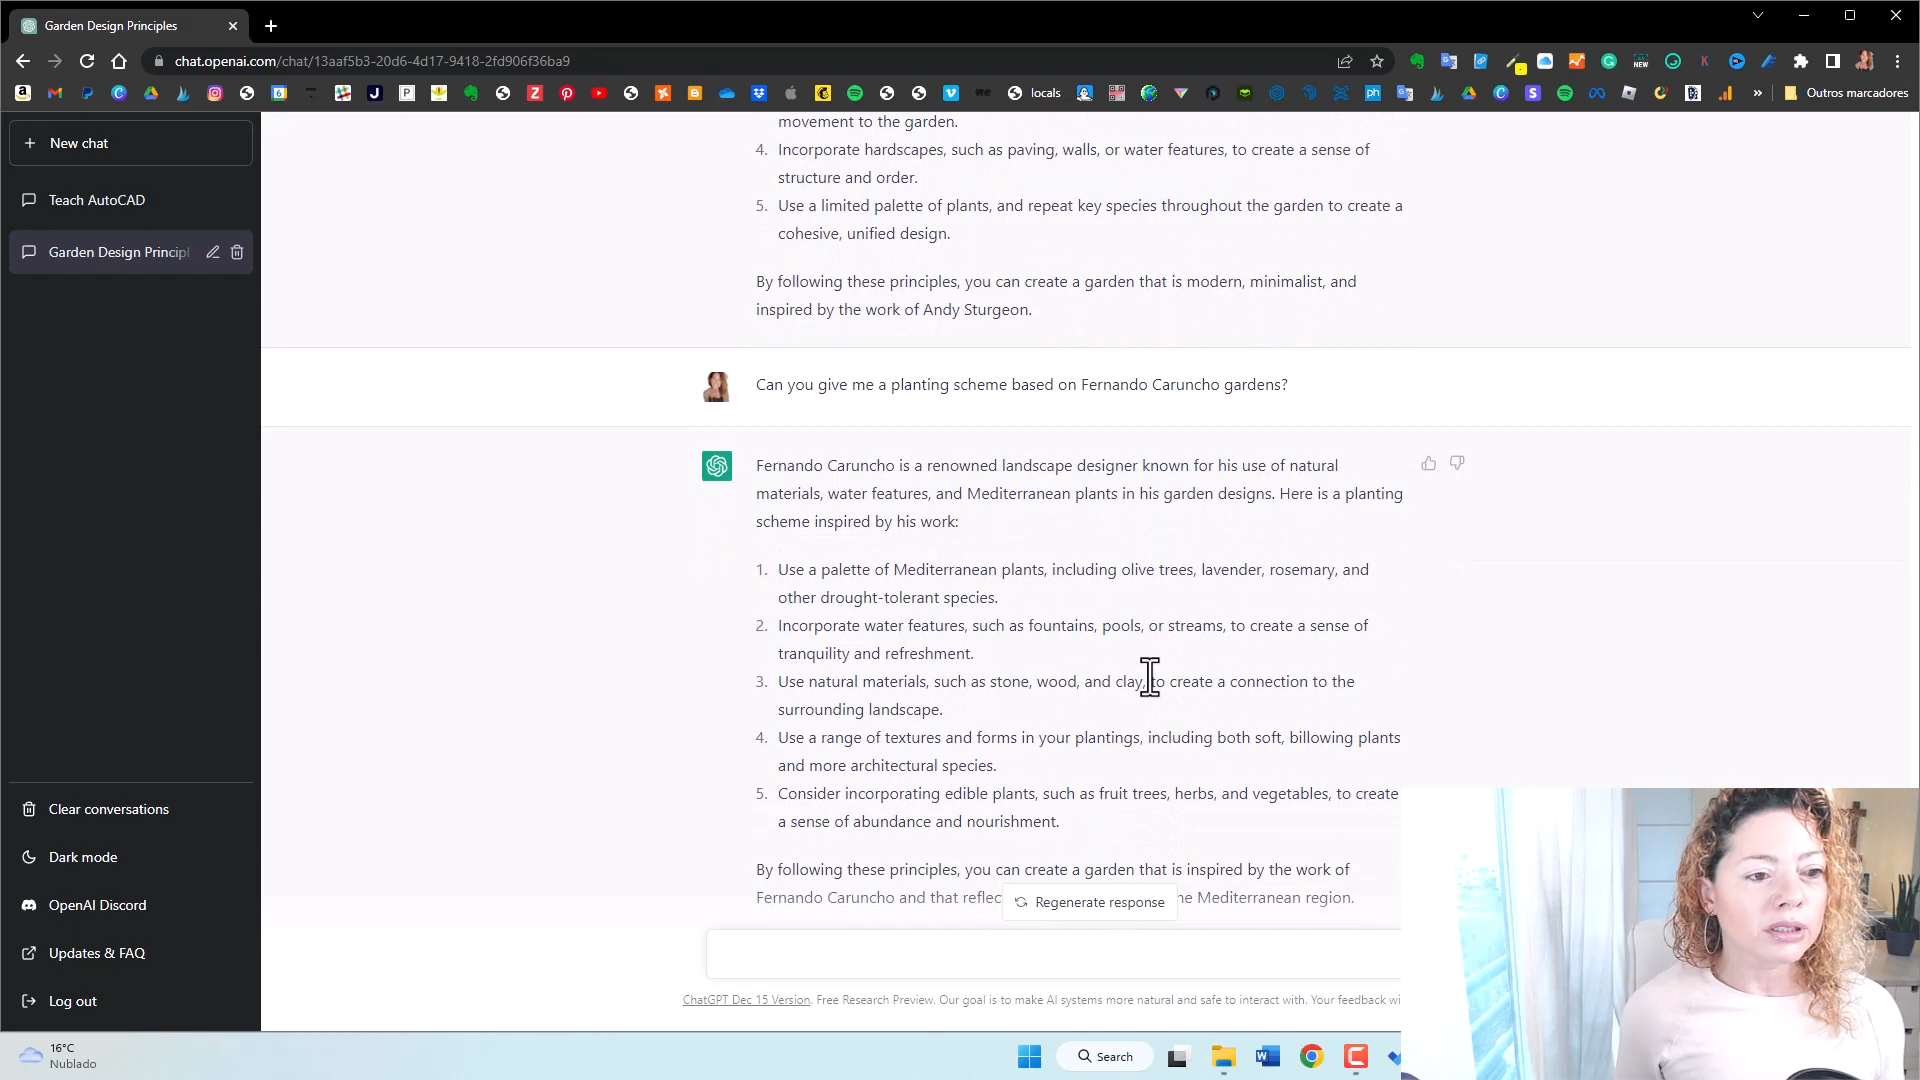 Garden Design Principles
chat.openai.com/chat/13aaf5b3-20d6-4d17-9418-2fd906f36ba9
locals
Outros marcadores
New chat
Teach AutoCAD
Garden Design Principl
Clear conversations
Dark mode
OpenAI Discord
Updates & FAQ
Log out
movement to the garden.
4. Incorporate hardscapes, such as paving, walls, or water features, to create a sense of
structure and order.
5. Use a limited palette of plants, and repeat key species throughout the garden to create a
cohesive, unified design.
By following these principles, you can create a garden that is modern, minimalist, and
inspired by the work of Andy Sturgeon.
Can you give me a planting scheme based on Fernando Caruncho gardens?
Fernando Caruncho is a renowned landscape designer known for his use of natural
materials, water features, and Mediterranean plants in his garden designs. Here is a planting
scheme inspired by his work:
1. Use a palette of Mediterranean plants, including olive trees, lavender, rosemary, and
other drought-tolerant species.
2. Incorporate water features, such as fountains, pools, or streams, to create a sense of
tranquility and refreshment.
3. Use natural materials, such as stone, wood, and clay, to create a connection to the
surrounding landscape.
4. Use a range of textures and forms in your plantings, including both soft, billowing plants
and more architectural species.
5. Consider incorporating edible plants, such as fruit trees, herbs, and vegetables, to create
a sense of abundance and nourishment.
By following these principles, you can create a garden that is inspired by the work of
Fernando Caruncho and that reflec he Mediterranean region.
Regenerate response
ChatGPT Dec 15 Version. Free Research Preview. Our goal is to make AI systems more natural and safe to interact with. Your feedback wi
16°C
Nublado
Search